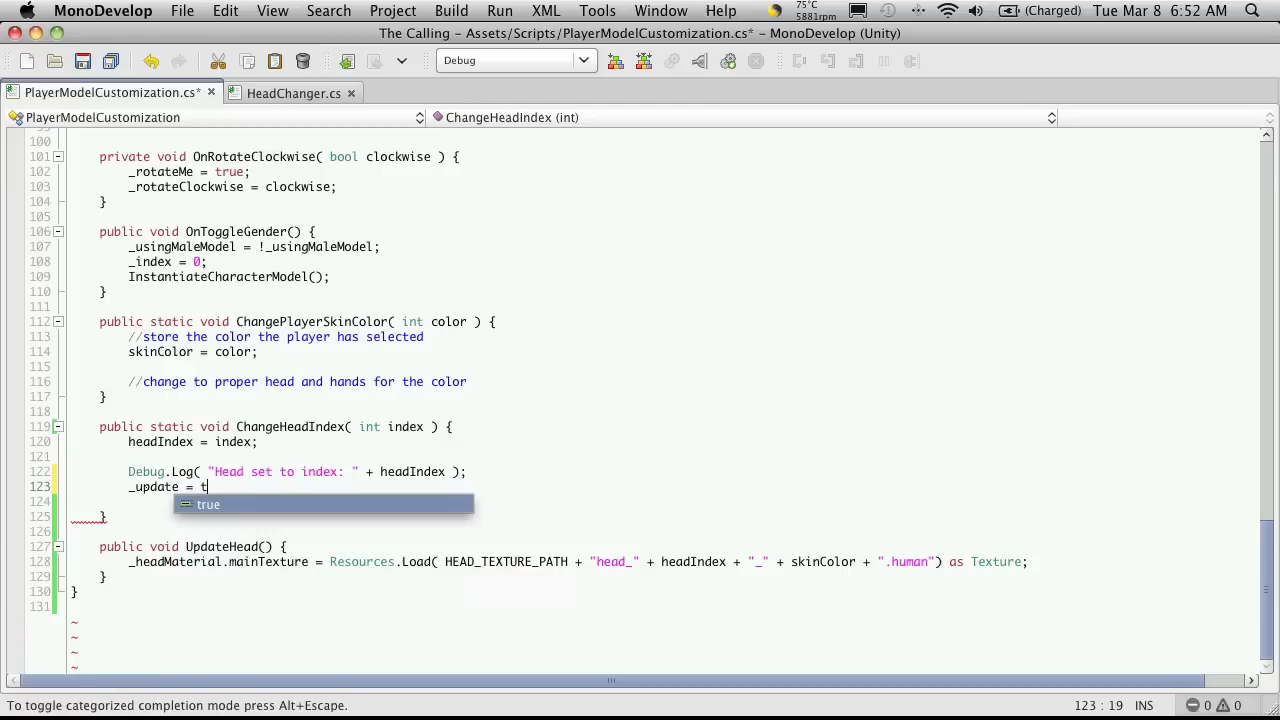 MonoDevelop File Edit View Search Project Build Run XML Tools Window Help 75°C 5881rpm (Charged) Tue Mar 8 6:52 AM
The Calling – Assets/Scripts/PlayerModelCustomization.cs* – MonoDevelop (Unity)
Debug
PlayerModelCustomization.cs* HeadChanger.cs
PlayerModelCustomization ChangeHeadIndex (int)
99
100
101 private void OnRotateClockwise( bool clockwise ) {
102 _rotateMe = true;
103 _rotateClockwise = clockwise;
104 }
105
106 public void OnToggleGender() {
107 _usingMaleModel = !_usingMaleModel;
108 _index = 0;
109 InstantiateCharacterModel();
110 }
111
112 public static void ChangePlayerSkinColor( int color ) {
113 //store the color the player has selected
114 skinColor = color;
115
116 //change to proper head and hands for the color
117 }
118
119 public static void ChangeHeadIndex( int index ) {
120 headIndex = index;
121
122 Debug.Log( "Head set to index: " + headIndex );
123 _update = t
124 true
125 }
126
127 public void UpdateHead() {
128 _headMaterial.mainTexture = Resources.Load( HEAD_TEXTURE_PATH + "head_" + headIndex + "_" + skinColor + ".human") as Texture;
129 }
130 }
131
~
~
~
~
To toggle categorized completion mode press Alt+Escape. 123 : 19 INS 0 0